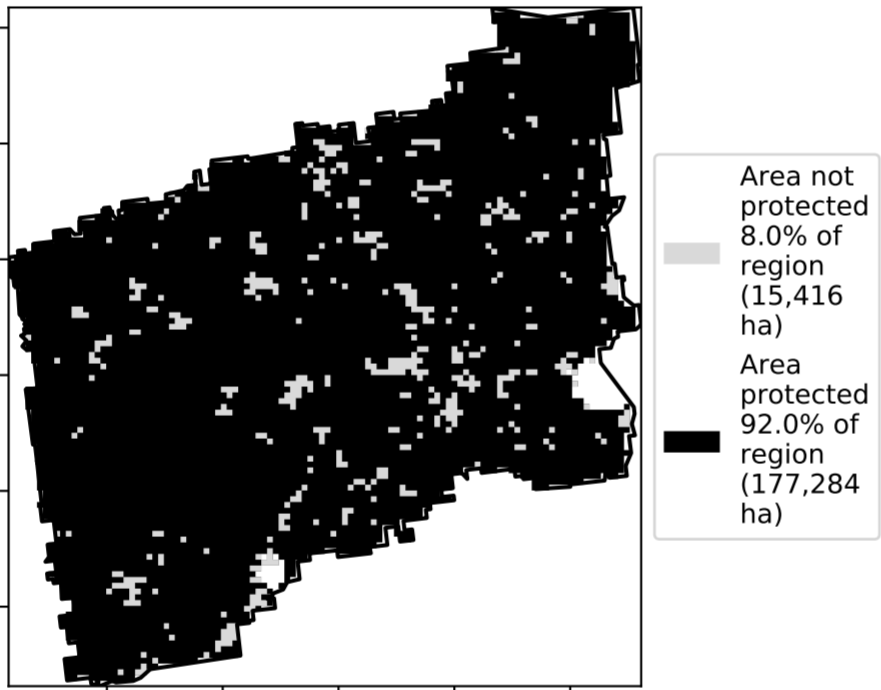 Area not
protected
8.0% of
region
(15,416
ha)
Area
protected
92.0% of
region
(177,284
ha)